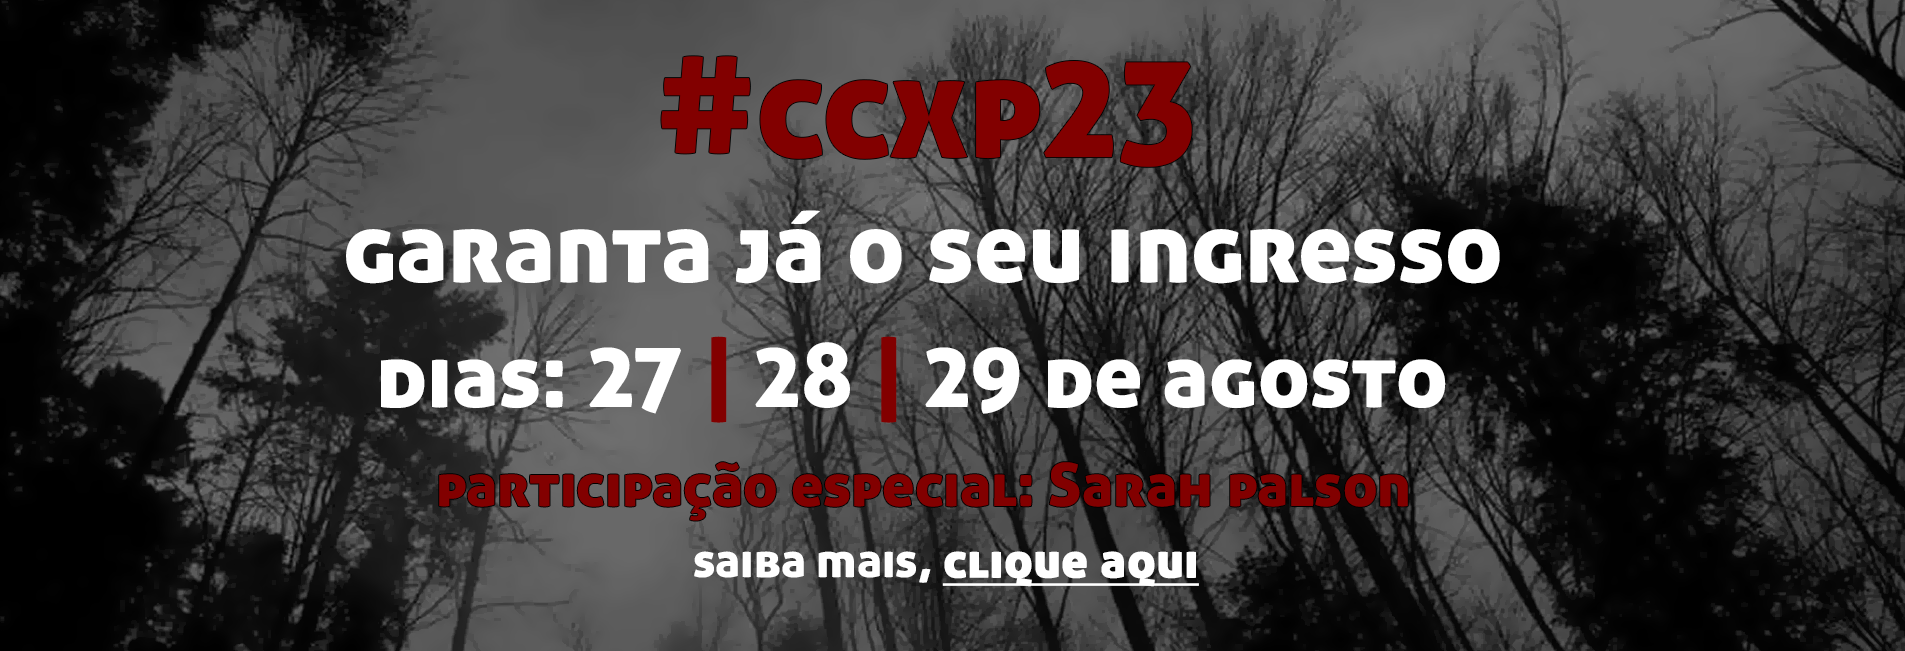 #CCXP23
GARANTA JÁ O SEU INGRESSO
DIAS: 27 | 28 | 29 DE AGOSTO
PARTICIPAÇÃO ESPECIAL: SARAH PALSON
SAIBA MAIS, CLIQUE AQUI